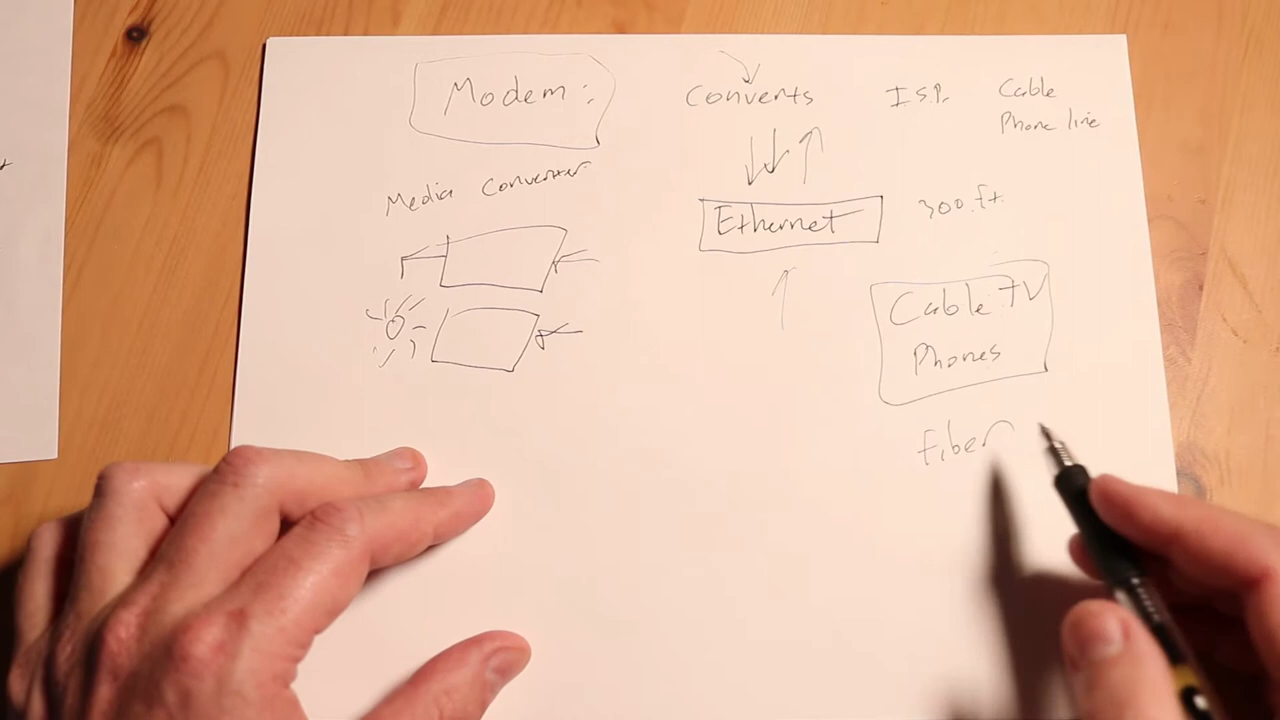 Modem:
Media Converter
Converts
I.S.P.
Cable
Phone line
Ethernet
300 ft.
Cable TV
Phones
fiber